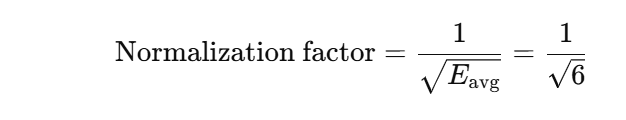 Normalization factor = 1/√E_avg = 1/√6